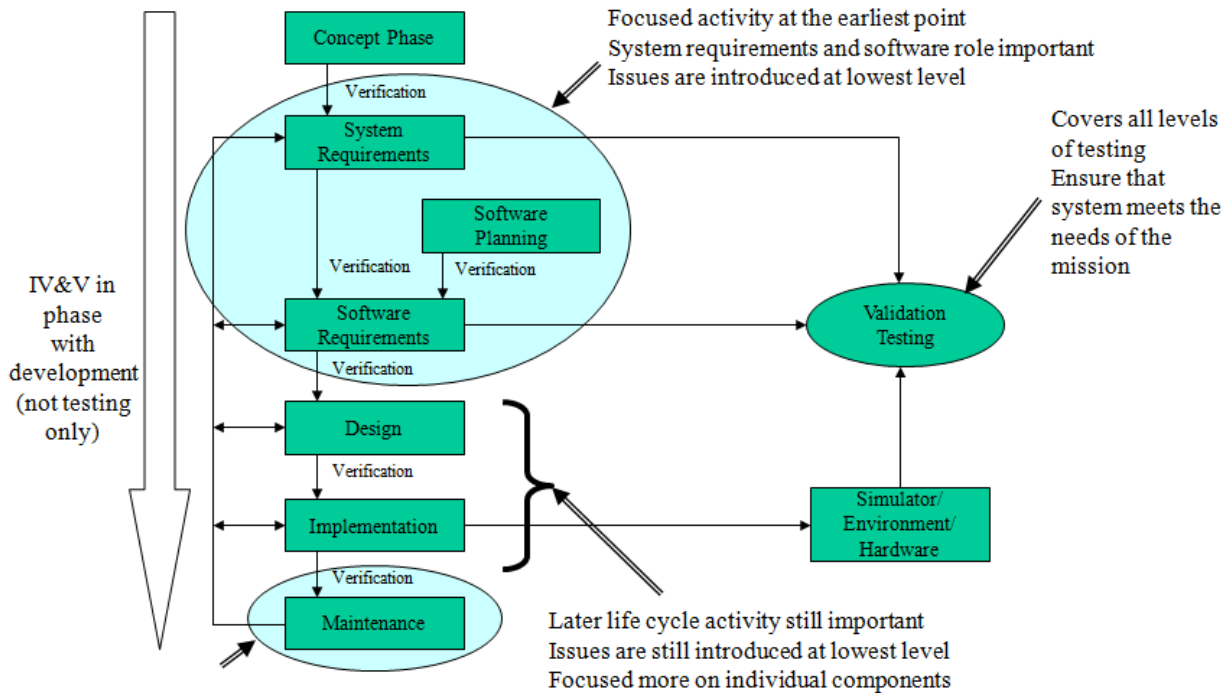 Concept Phase
Focused activity at the earliest point
System requirements and software role important
Issues are introduced at lowest level
Verification
System
Requirements
Covers all levels
of testing
Ensure that
system meets the
needs of the
mission
Software
Planning
Verification
Verification
IV&V in
phase
with
development
(not testing
only)
Software
Requirements
Validation
Testing
Verification
Design
Verification
Implementation
Simulator/
Environment/
Hardware
Verification
Maintenance
Later life cycle activity still important
Issues are still introduced at lowest level
Focused more on individual components